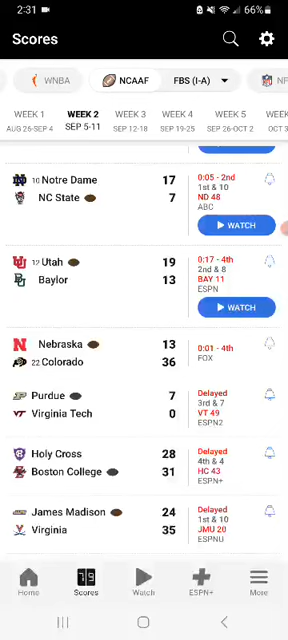 2:31
66%
Scores
WNBA
NCAAF
FBS (I-A)
NF
WEEK 1
AUG 26-SEP 4
WEEK 2
SEP 5-11
WEEK 3
SEP 12-18
WEEK 4
SEP 19-25
WEEK 5
SEP 26-OCT 2
WEEK
OCT 3
10 Notre Dame 17
NC State 7
0:05 - 2nd
1st & 10
ND 48
ABC
WATCH
12 Utah 19
Baylor 13
0:17 - 4th
2nd & 8
BAY 11
ESPN
WATCH
Nebraska 13
22 Colorado 36
0:01 - 4th
FOX
Purdue 7
Virginia Tech 0
Delayed
3rd & 7
VT 49
ESPN2
Holy Cross 28
Boston College 31
Delayed
4th & 4
HC 43
ESPN+
James Madison 24
Virginia 35
Delayed
1st & 10
JMU 20
ESPNU
Home
Scores
Watch
ESPN+
More